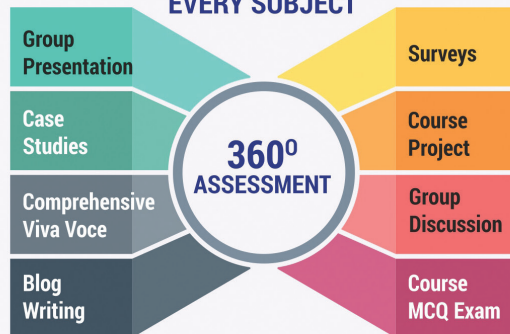 EVERY SUBJECT
Group
Presentation
Case
Studies
Comprehensive
Viva Voce
Blog
Writing
360⁰
ASSESSMENT
Surveys
Course
Project
Group
Discussion
Course
MCQ Exam